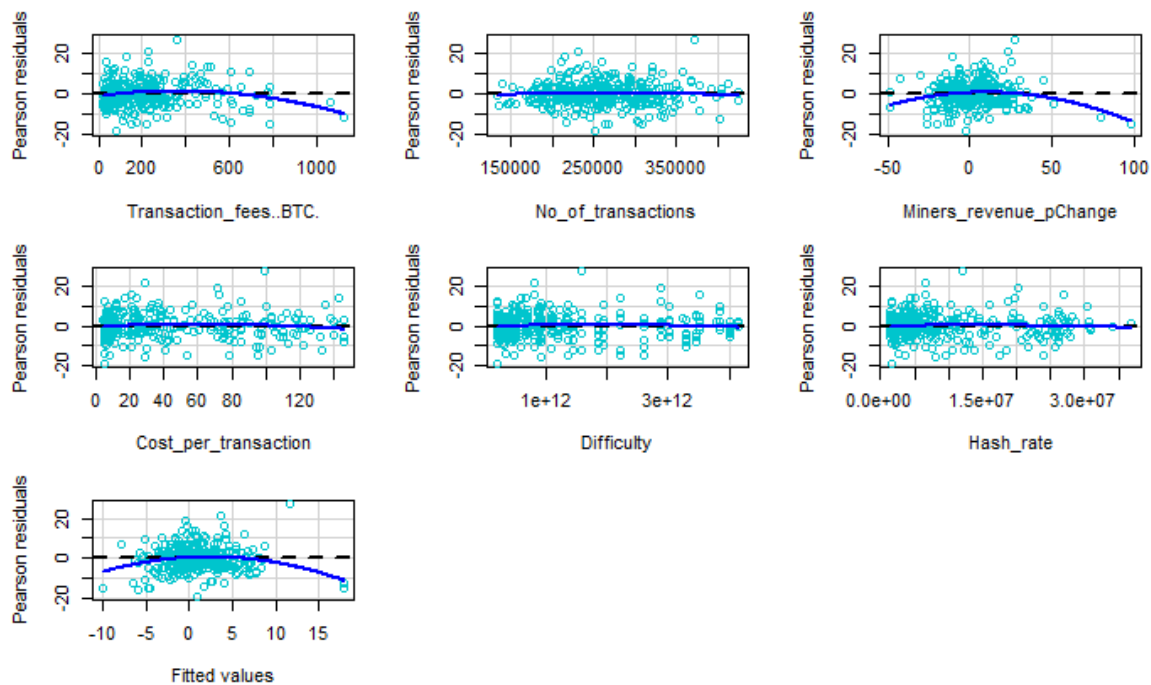 Pearson residuals
20
0
-20
0
200
600
1000
Transaction_fees..BTC.
Pearson residuals
20
0
-20
150000
250000
350000
No_of_transactions
Pearson residuals
20
0
-20
-50
0
50
100
Miners_revenue_pChange
Pearson residuals
20
0
-20
0
20
40
60
80
120
Cost_per_transaction
Pearson residuals
20
0
-20
1e+12
3e+12
Difficulty
Pearson residuals
20
0
-20
0.0e+00
1.5e+07
3.0e+07
Hash_rate
Pearson residuals
20
0
-20
-10
-5
0
5
10
15
Fitted values